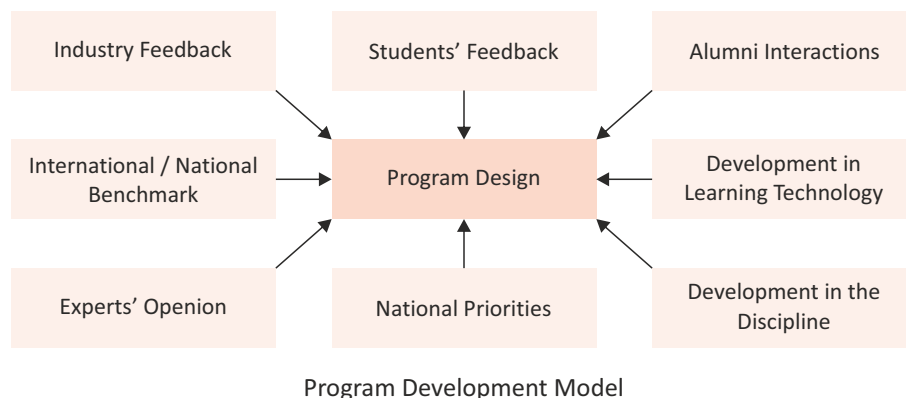 Industry Feedback
Students’ Feedback
Alumni Interactions
International / National
Benchmark
Program Design
Development in
Learning Technology
Experts’ Openion
National Priorities
Development in the
Discipline
Program Development Model